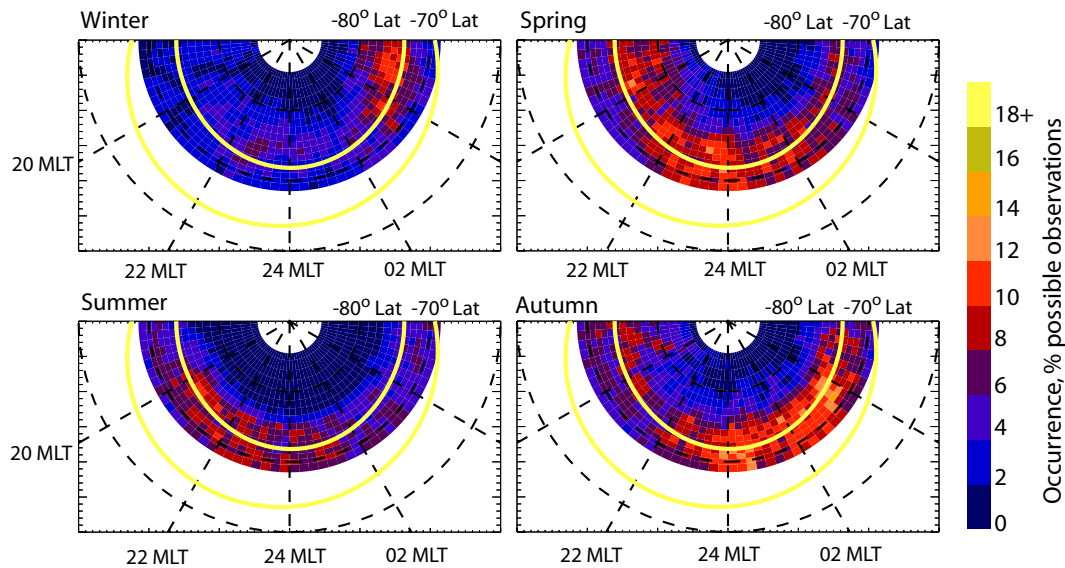 Winter -80° Lat -70° Lat
Spring -80° Lat -70° Lat
20 MLT
22 MLT 24 MLT 02 MLT
22 MLT 24 MLT 02 MLT
Summer -80° Lat -70° Lat
Autumn -80° Lat -70° Lat
20 MLT
22 MLT 24 MLT 02 MLT
22 MLT 24 MLT 02 MLT
18+
16
14
12
10
8
6
4
2
0
Occurrence, % possible observations